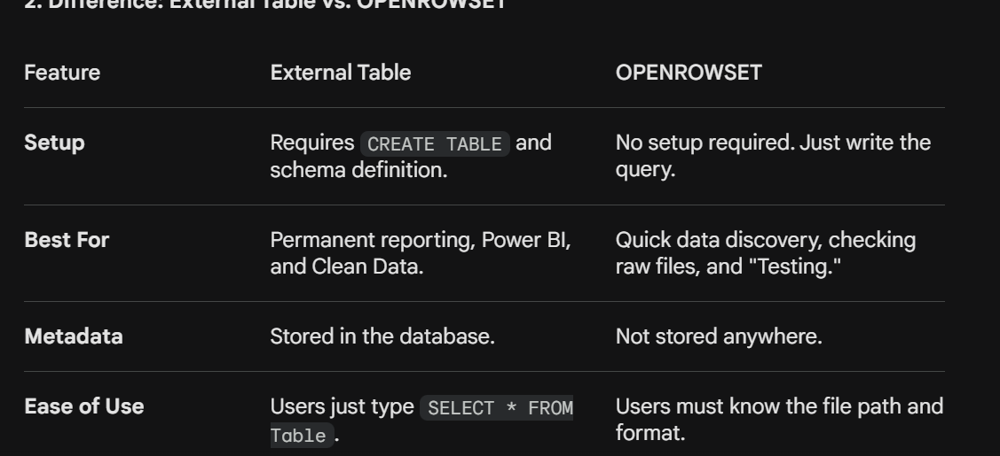 2. Difference: External Table vs. OPENROWSET
Feature External Table OPENROWSET
Setup Requires CREATE TABLE and No setup required. Just write the
schema definition. query.
Best For Permanent reporting, Power BI, Quick data discovery, checking
and Clean Data. raw files, and "Testing."
Metadata Stored in the database. Not stored anywhere.
Ease of Use Users just type SELECT * FROM Users must know the file path and
Table . format.